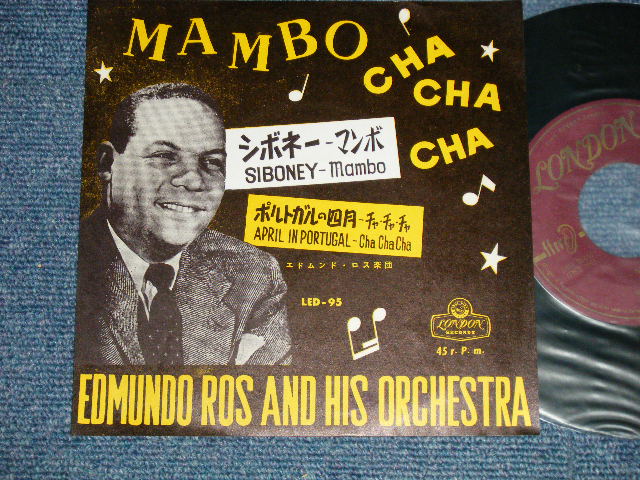 MAMBO
CHA
CHA
CHA
シボネー-マンボ
SIBONEY-Mambo
ポルトガルの四月-チャ・チャ・チャ
APRIL IN PORTUGAL-Cha Cha Cha
エドムンド・ロス楽団
LED-95
LONDON
RECORDS
45 r. P. m.
EDMUNDO ROS AND HIS ORCHESTRA
LONDON